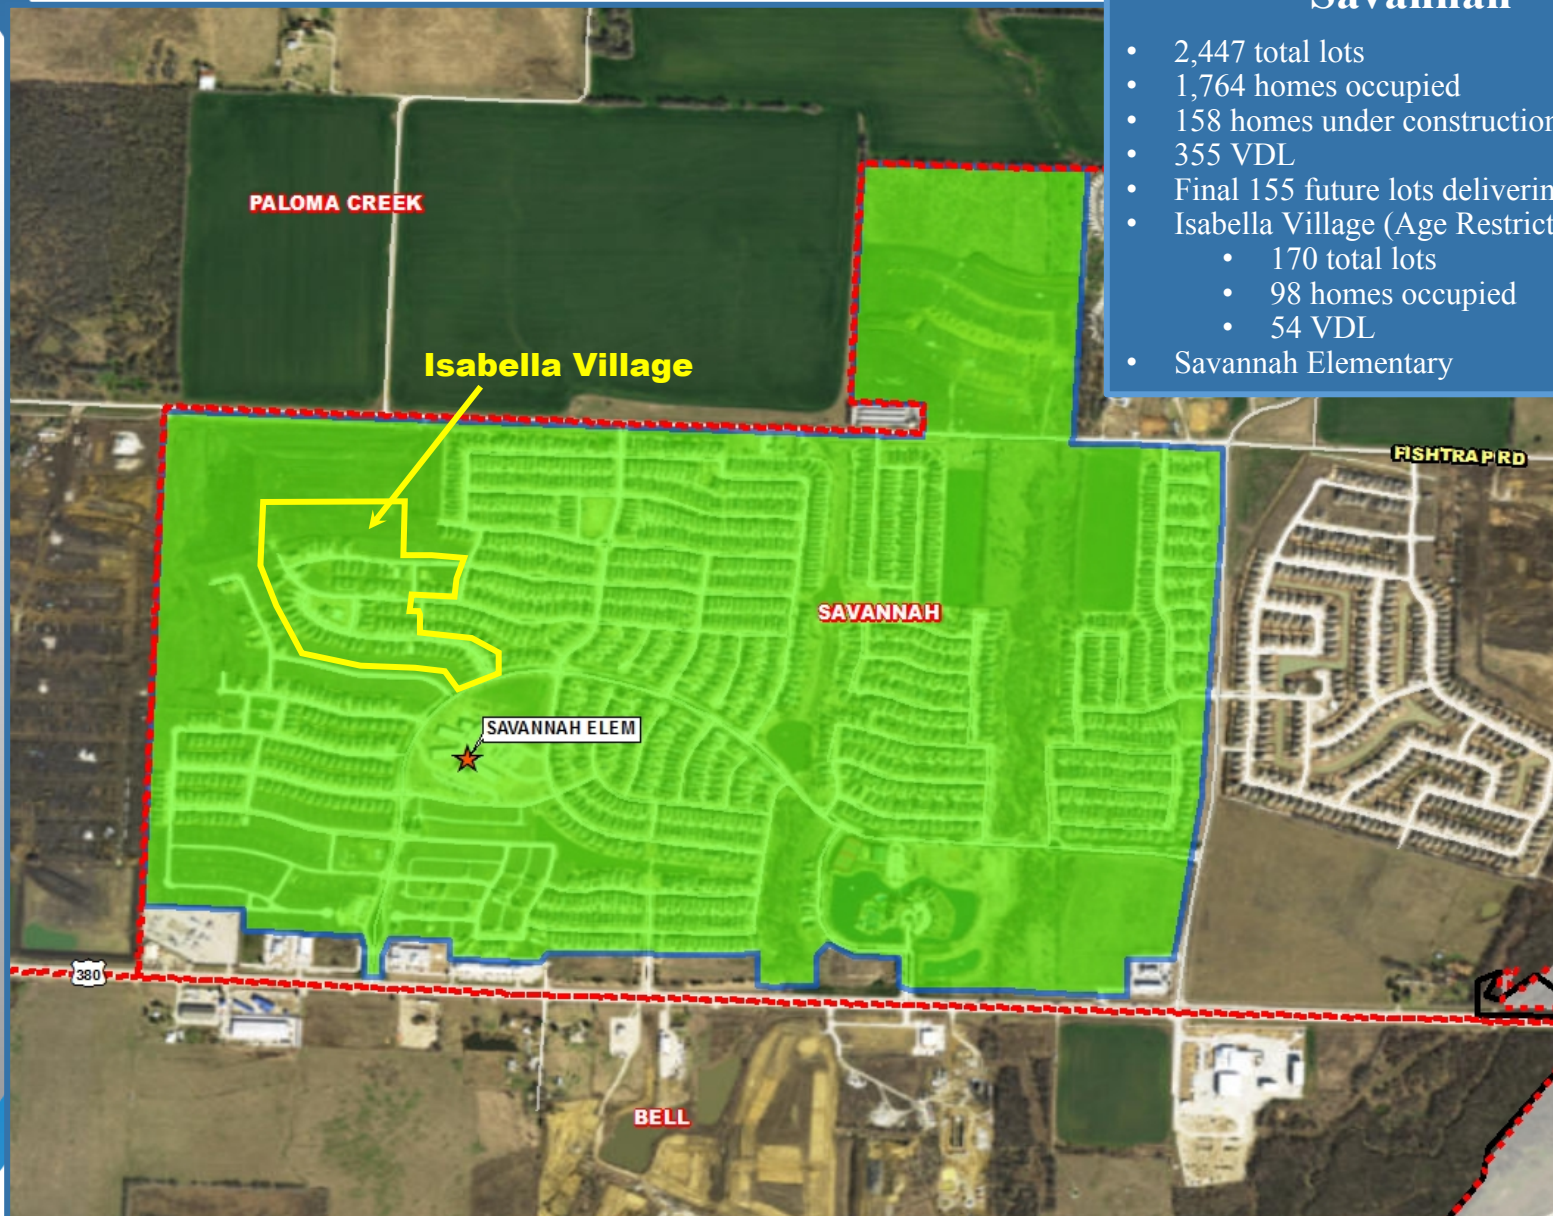 Savannah
• 2,447 total lots
• 1,764 homes occupied
• 158 homes under construction
• 355 VDL
• Final 155 future lots deliverin
• Isabella Village (Age Restrict
• 170 total lots
• 98 homes occupied
• 54 VDL
• Savannah Elementary
PALOMA CREEK
Isabella Village
FISHTRAP RD
SAVANNAH
SAVANNAH ELEM
380
BELL